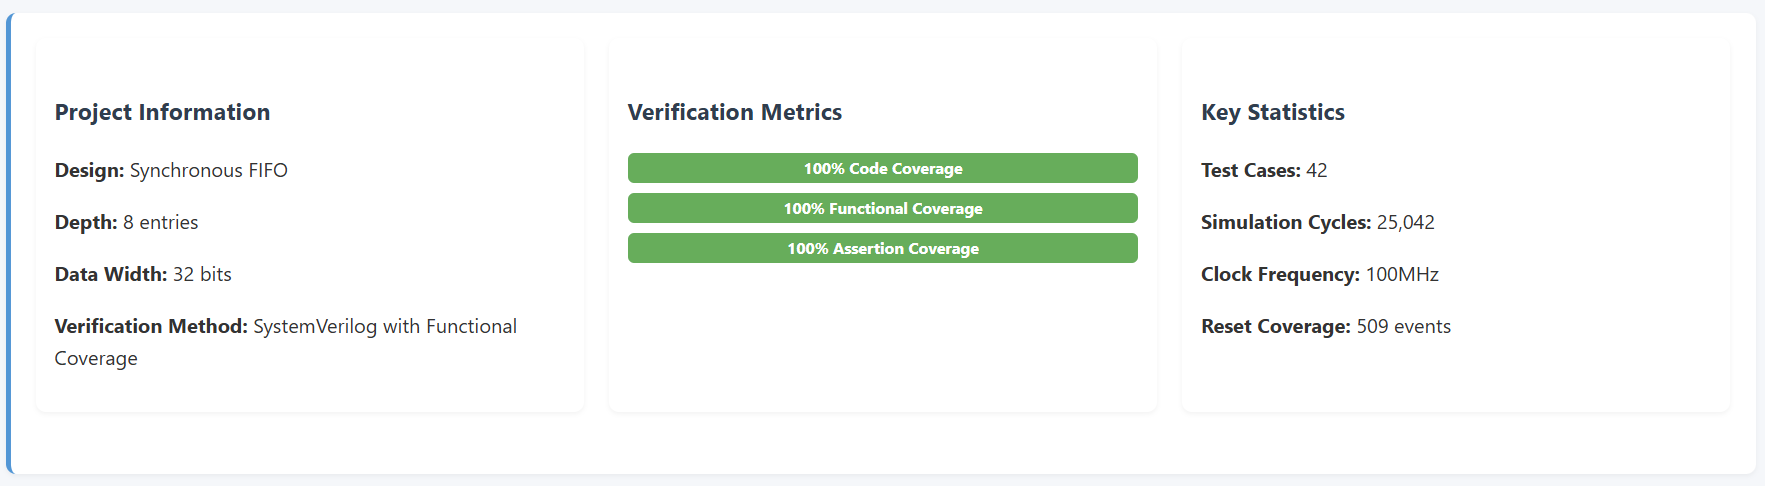 Project Information
Design: Synchronous FIFO
Depth: 8 entries
Data Width: 32 bits
Verification Method: SystemVerilog with Functional
Coverage
Verification Metrics
100% Code Coverage
100% Functional Coverage
100% Assertion Coverage
Key Statistics
Test Cases: 42
Simulation Cycles: 25,042
Clock Frequency: 100MHz
Reset Coverage: 509 events